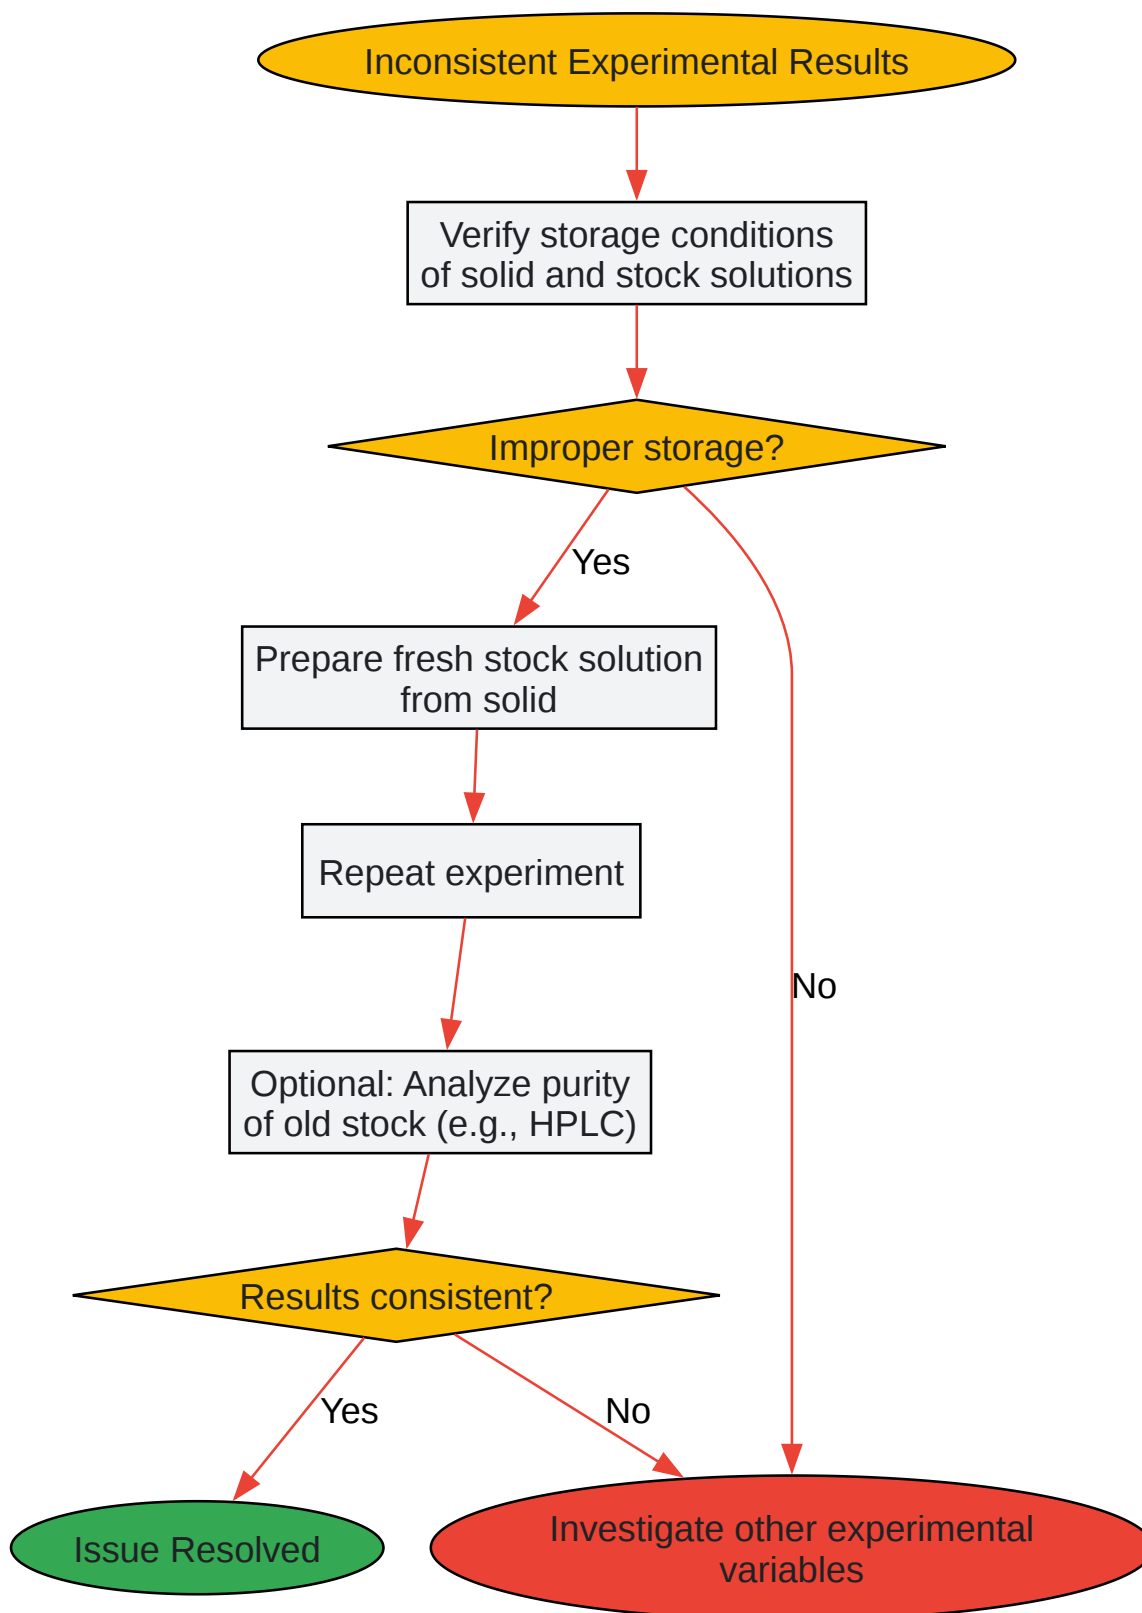 Inconsistent Experimental Results
Verify storage conditions
of solid and stock solutions
Improper storage?
Yes
Prepare fresh stock solution
from solid
Repeat experiment
No
Optional: Analyze purity
of old stock (e.g., HPLC)
Results consistent?
Yes
No
Issue Resolved
Investigate other experimental
variables